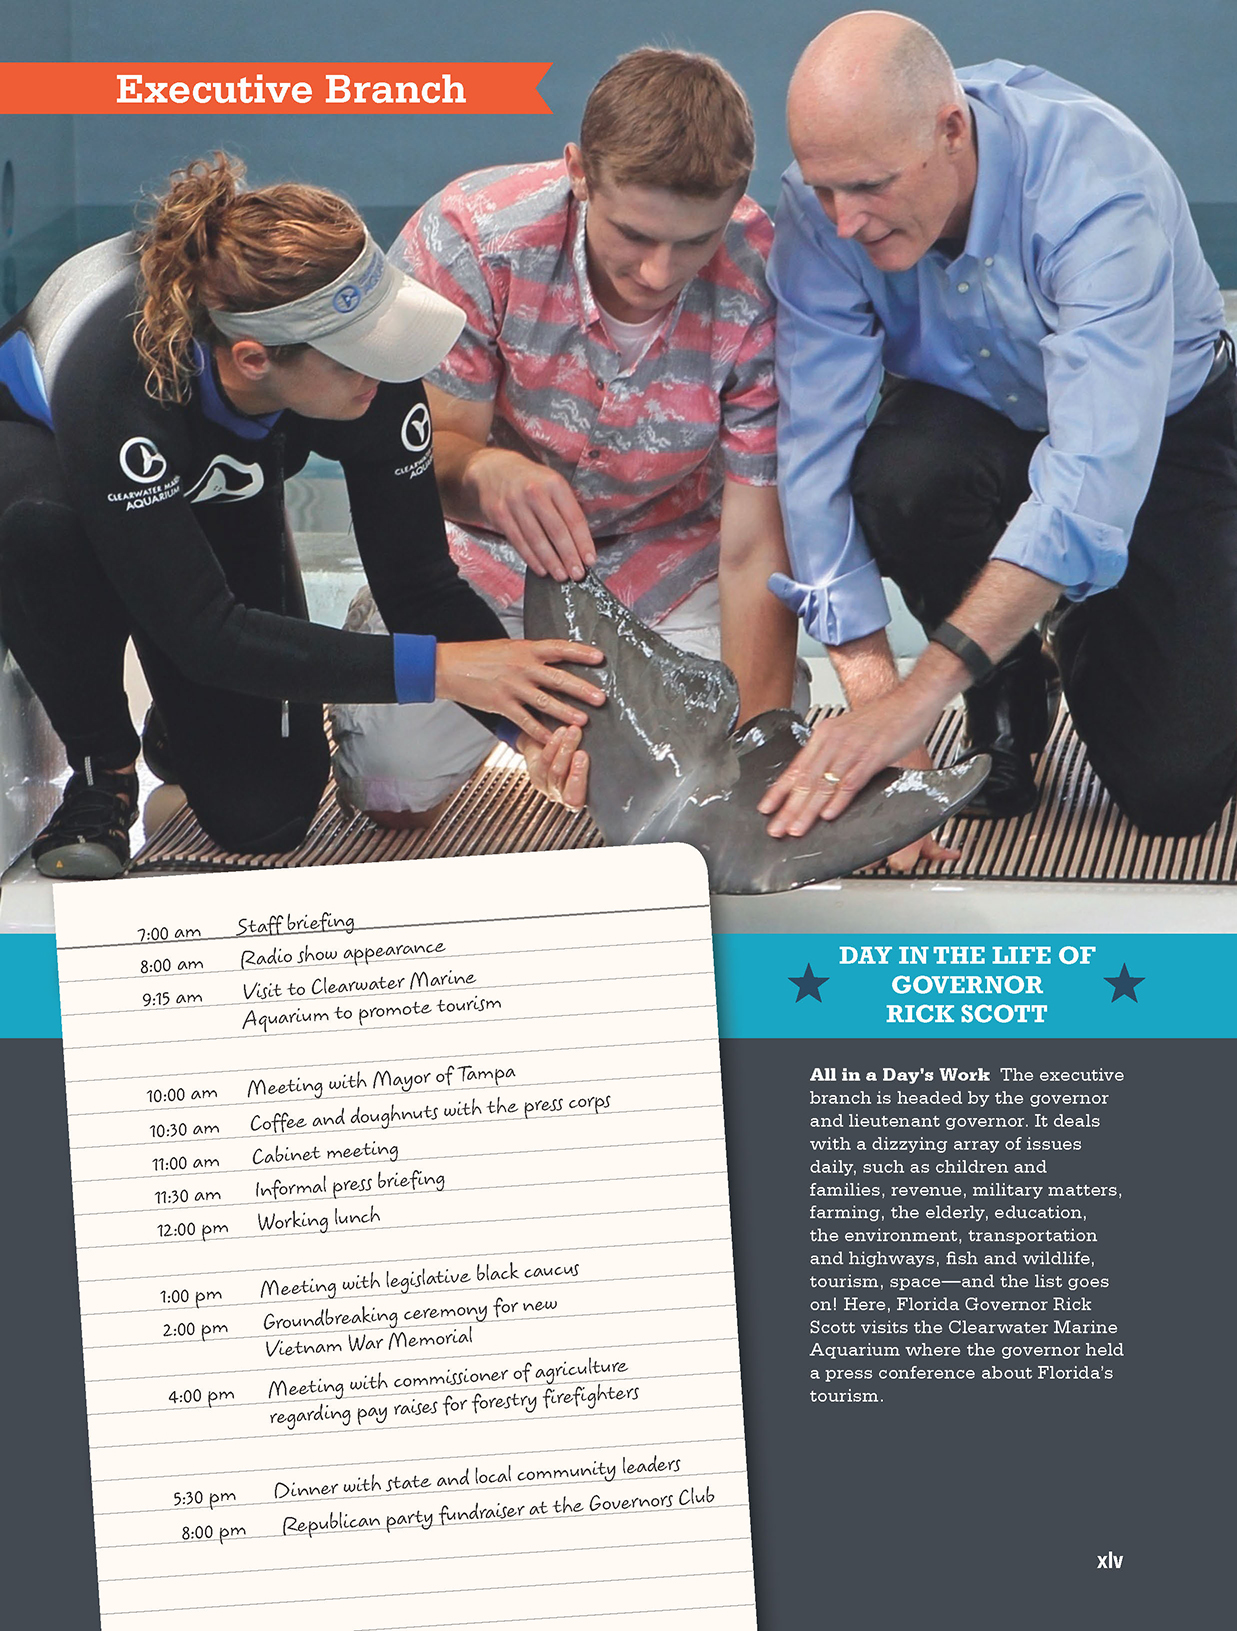 Executive Branch
CLEARWATER
AQUARIUM
CLEARWATER
AQUA
7:00 am Staff briefing
8:00 am Radio show appearance
9:15 am Visit to Clearwater Marine
Aquarium to promote tourism
10:00 am Meeting with Mayor of Tampa
10:30 am Coffee and doughnuts with the press corps
11:00 am Cabinet meeting
11:30 am Informal press briefing
12:00 pm Working lunch
1:00 pm Meeting with legislative black caucus
2:00 pm Groundbreaking ceremony for new
Vietnam War Memorial
4:00 pm Meeting with commissioner of agriculture
regarding pay raises for forestry firefighters
5:30 pm Dinner with state and local community leaders
8:00 pm Republican party fundraiser at the Governors Club
DAY IN THE LIFE OF
GOVERNOR
RICK SCOTT
All in a Day's Work The executive
branch is headed by the governor
and lieutenant governor. It deals
with a dizzying array of issues
daily, such as children and
families, revenue, military matters,
farming, the elderly, education,
the environment, transportation
and highways, fish and wildlife,
tourism, space—and the list goes
on! Here, Florida Governor Rick
Scott visits the Clearwater Marine
Aquarium where the governor held
a press conference about Florida's
tourism.
xlv